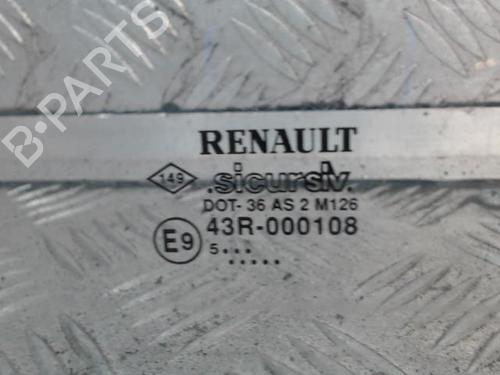 B-PARTS
RENAULT
149
.sicursiv.
DOT- 36 AS 2 M126
E9
43R-000108
5...
.....